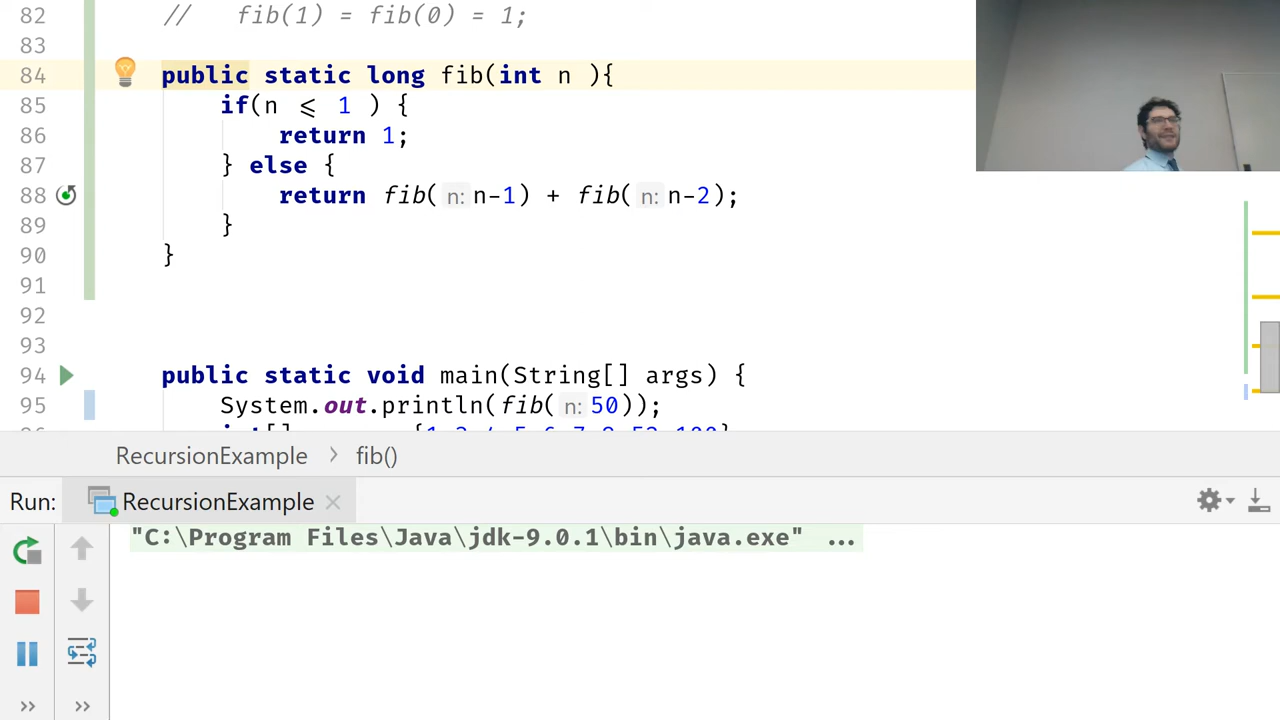 82 // fib(1) = fib(0) = 1;
83
84 public static long fib(int n ){
85 if(n ⩽ 1 ) {
86 return 1;
87 } else {
88 return fib( n: n-1) + fib( n: n-2);
89 }
90 }
91
92
93
94 public static void main(String[] args) {
95 System.out.println(fib( n: 50));
RecursionExample > fib()
Run: RecursionExample
"C:\Program Files\Java\jdk-9.0.1\bin\java.exe" ...